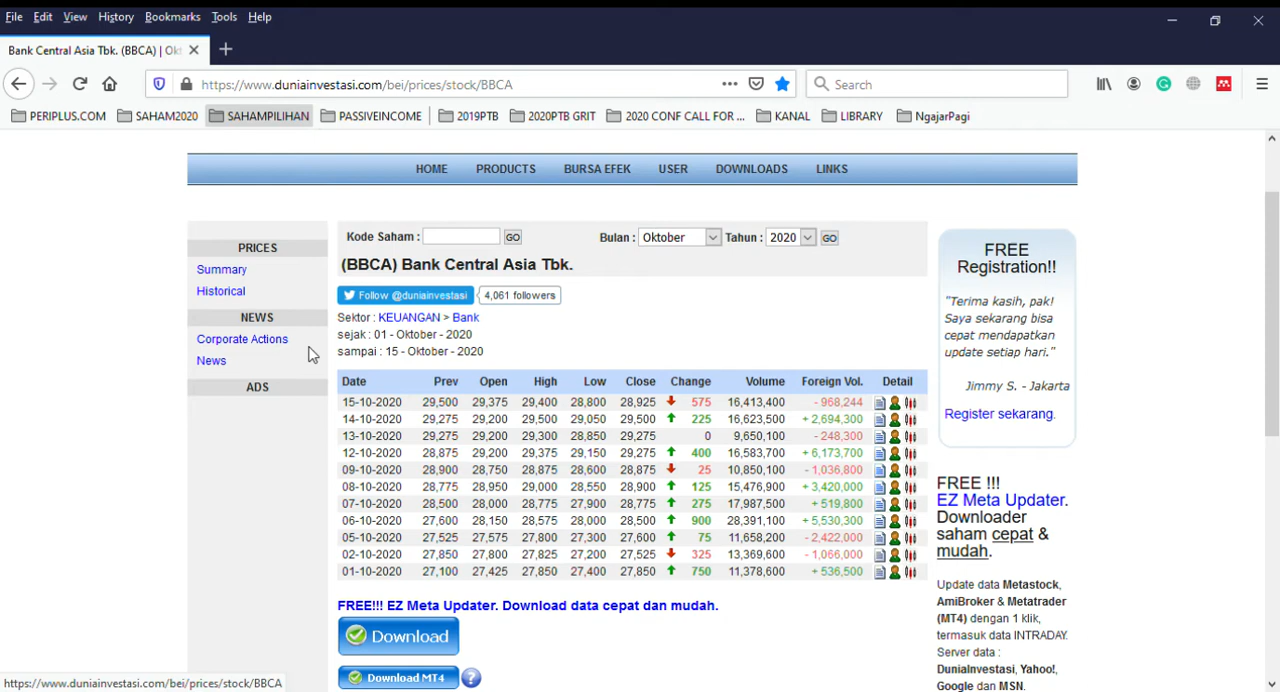 File Edit View History Bookmarks Tools Help
Bank Central Asia Tbk. (BBCA) | Okt
https://www.duniainvestasi.com/bei/prices/stock/BBCA
Search
PERIPLUS.COM SAHAM2020 SAHAMPILIHAN PASSIVEINCOME 2019PTB 2020PTB GRIT 2020 CONF CALL FOR ... KANAL LIBRARY NgajarPagi
HOME PRODUCTS BURSA EFEK USER DOWNLOADS LINKS
PRICES
Summary
Historical
NEWS
Corporate Actions
News
ADS
Kode Saham : GO Bulan : Oktober Tahun : 2020 GO
(BBCA) Bank Central Asia Tbk.
Follow @duniainvestasi 4,061 followers
Sektor : KEUANGAN > Bank
sejak : 01 - Oktober - 2020
sampai : 15 - Oktober - 2020
Date Prev Open High Low Close Change Volume Foreign Vol. Detail
15-10-2020 29,500 29,375 29,400 28,800 28,925 575 16,413,400 - 968,244
14-10-2020 29,275 29,200 29,500 29,050 29,500 225 16,623,500 + 2,694,300
13-10-2020 29,275 29,200 29,300 28,850 29,275 0 9,650,100 - 248,300
12-10-2020 28,875 29,200 29,375 29,150 29,275 400 16,583,700 + 6,173,700
09-10-2020 28,900 28,750 28,875 28,600 28,875 25 10,850,100 - 1,036,800
08-10-2020 28,775 28,950 29,000 28,550 28,900 125 15,476,900 + 3,420,000
07-10-2020 28,500 28,000 28,775 27,900 28,775 275 17,987,500 + 519,800
06-10-2020 27,600 28,150 28,575 28,000 28,500 900 28,391,100 + 5,530,300
05-10-2020 27,525 27,575 27,800 27,300 27,600 75 11,658,200 - 2,422,000
02-10-2020 27,850 27,800 27,825 27,200 27,525 325 13,369,600 - 1,066,000
01-10-2020 27,100 27,425 27,850 27,400 27,850 750 11,378,600 + 536,500
FREE!!! EZ Meta Updater. Download data cepat dan mudah.
Download
Download MT4 ?
FREE
Registration!!
"Terima kasih, pak!
Saya sekarang bisa
cepat mendapatkan
update setiap hari."
Jimmy S. - Jakarta
Register sekarang.
FREE !!!
EZ Meta Updater.
Downloader
saham cepat &
mudah.
Update data Metastock,
AmiBroker & Metatrader
(MT4) dengan 1 klik,
termasuk data INTRADAY.
Server data :
DuniaInvestasi, Yahoo!,
Google dan MSN.
https://www.duniainvestasi.com/bei/prices/stock/BBCA